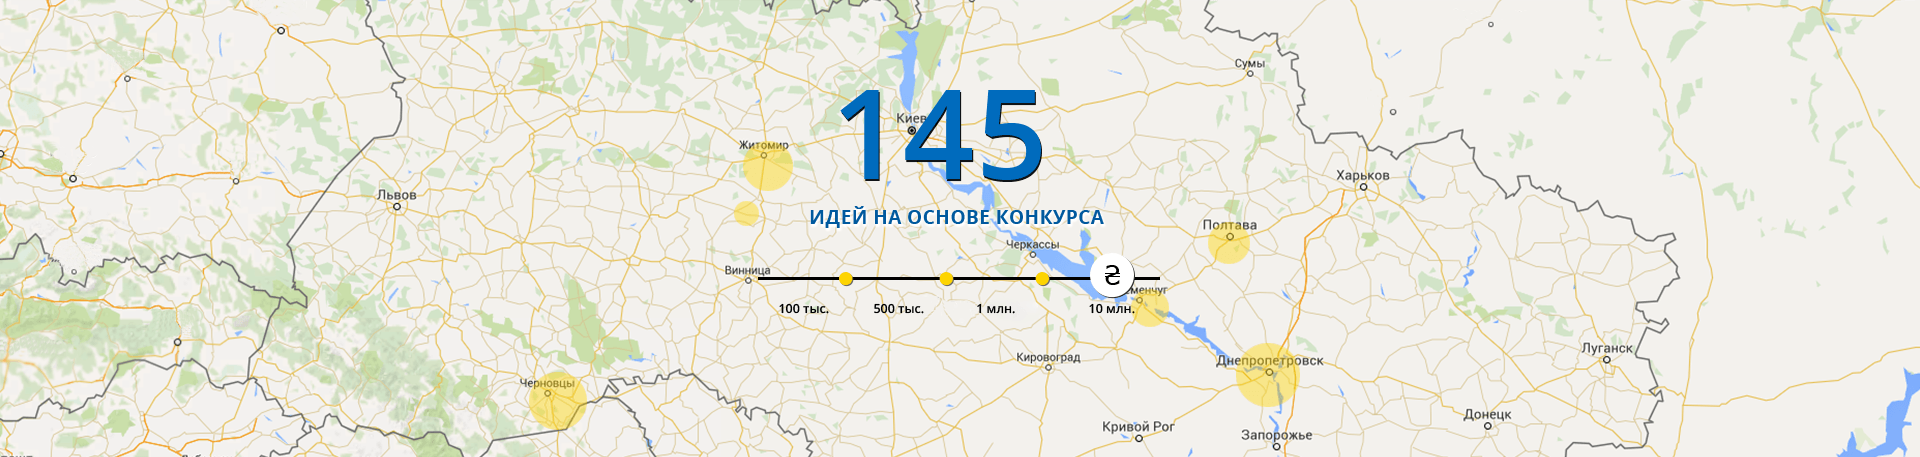 Сумы
145
Киев
Житомир
Харьков
Львов
ИДЕЙ НА ОСНОВЕ КОНКУРСА
Полтава
Черкассы
Винница
₴
100 тыс.
500 тыс.
1 млн.
10 млн.
Кировоград
Днепропетровск
Луганск
Черновцы
Донецк
Кривой Рог
Запорожье